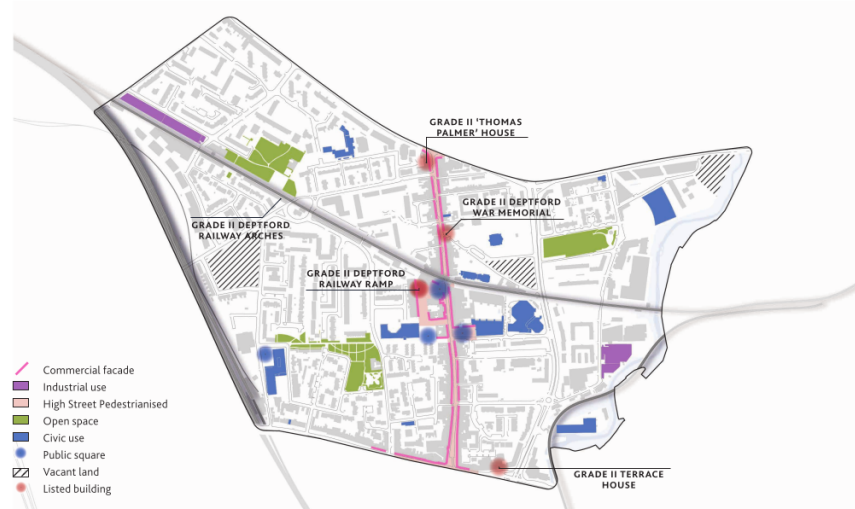 GRADE II 'THOMAS
PALMER' HOUSE
GRADE II DEPTFORD
WAR MEMORIAL
GRADE II DEPTFORD
RAILWAY ARCHES
GRADE II DEPTFORD
RAILWAY RAMP
Commercial facade
Industrial use
High Street Pedestrianised
Open space
Civic use
Public square
Vacant land
Listed building
GRADE II TERRACE
HOUSE